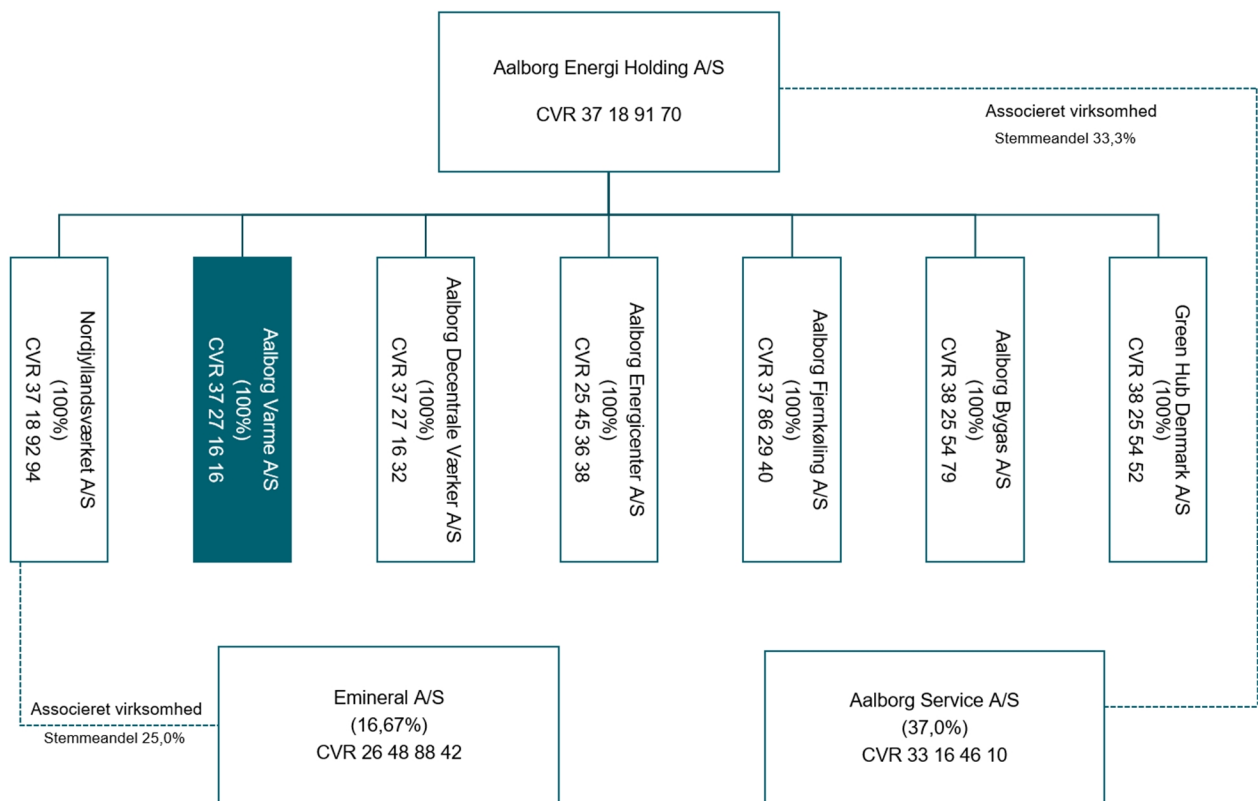 Aalborg Energi Holding A/S
CVR 37 18 91 70
Associeret virksomhed
Stemmeandel 33,3%
Nordjyllandsværket A/S
(100%)
CVR 37 18 92 94
Aalborg Varme A/S
(100%)
CVR 37 27 16 16
Aalborg Decentrale Værker A/S
(100%)
CVR 37 27 16 32
Aalborg Energicenter A/S
(100%)
CVR 25 45 36 38
Aalborg Fjernkøling A/S
(100%)
CVR 37 86 29 40
Aalborg Bygas A/S
(100%)
CVR 38 25 54 79
Green Hub Denmark A/S
(100%)
CVR 38 25 54 52
Associeret virksomhed
Stemmeandel 25,0%
Emineral A/S
(16,67%)
CVR 26 48 88 42
Aalborg Service A/S
(37,0%)
CVR 33 16 46 10